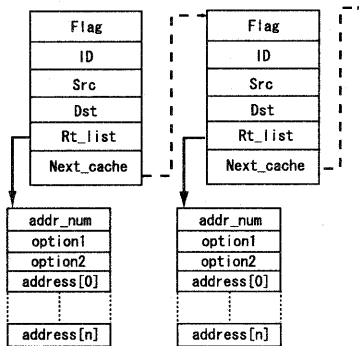 Flag
ID
Src
Dst
Rt_list
Next_cache
addr_num
option1
option2
address[0]
address[n]
Flag
ID
Src
Dst
Rt_list
Next_cache
addr_num
option1
option2
address[0]
address[n]